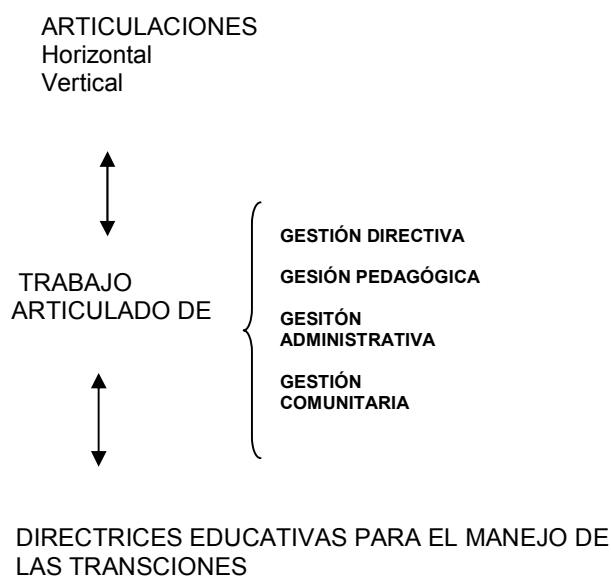 ARTICULACIONES
Horizontal
Vertical
TRABAJO
ARTICULADO DE
GESTIÓN DIRECTIVA
GESIÓN PEDAGÓGICA
GESITÓN
ADMINISTRATIVA
GESTIÓN
COMUNITARIA
DIRECTRICES EDUCATIVAS PARA EL MANEJO DE
LAS TRANSCIONES